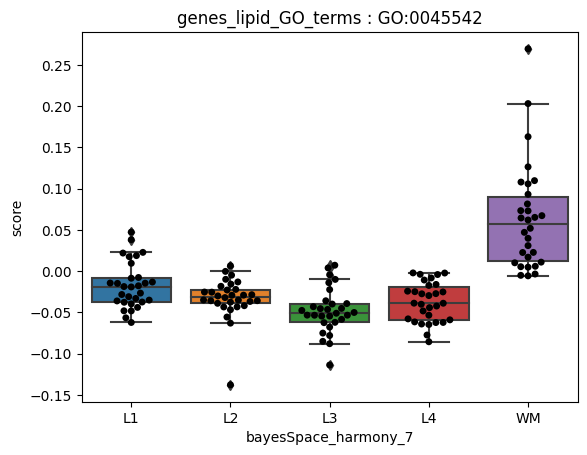 genes_lipid_GO_terms : GO:0045542
0.25
0.20
0.15
0.10
0.05
0.00
−0.05
−0.10
−0.15
score
L1 L2 L3 L4 WM
bayesSpace_harmony_7